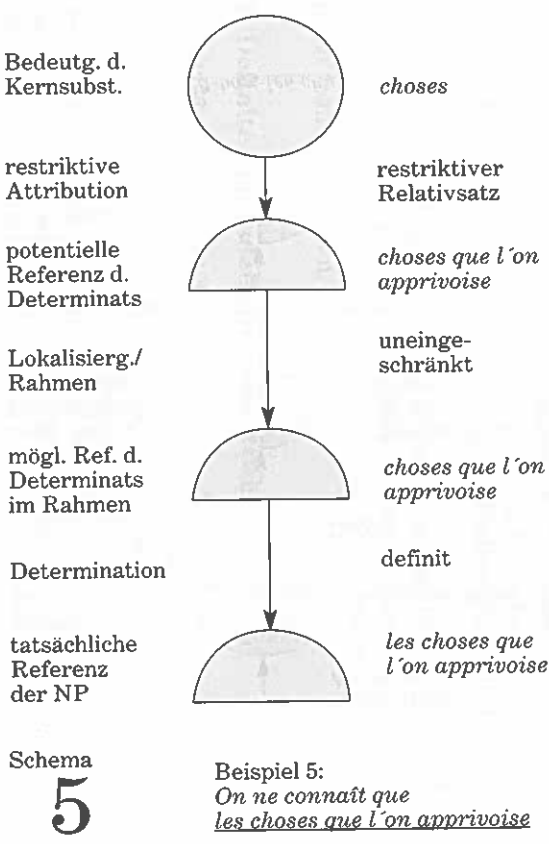 Bedeutg. d.
Kernsubst.
choses
restriktive
Attribution
restriktiver
Relativsatz
potentielle
Referenz d.
Determinats
choses que l´on
apprivoise
Lokalisierg./
Rahmen
uneinge-
schränkt
mögl. Ref. d.
Determinats
im Rahmen
choses que l´on
apprivoise
Determination
definit
tatsächliche
Referenz
der NP
les choses que
l´on apprivoise
Schema
5
Beispiel 5:
On ne connaît que
les choses que l´on apprivoise